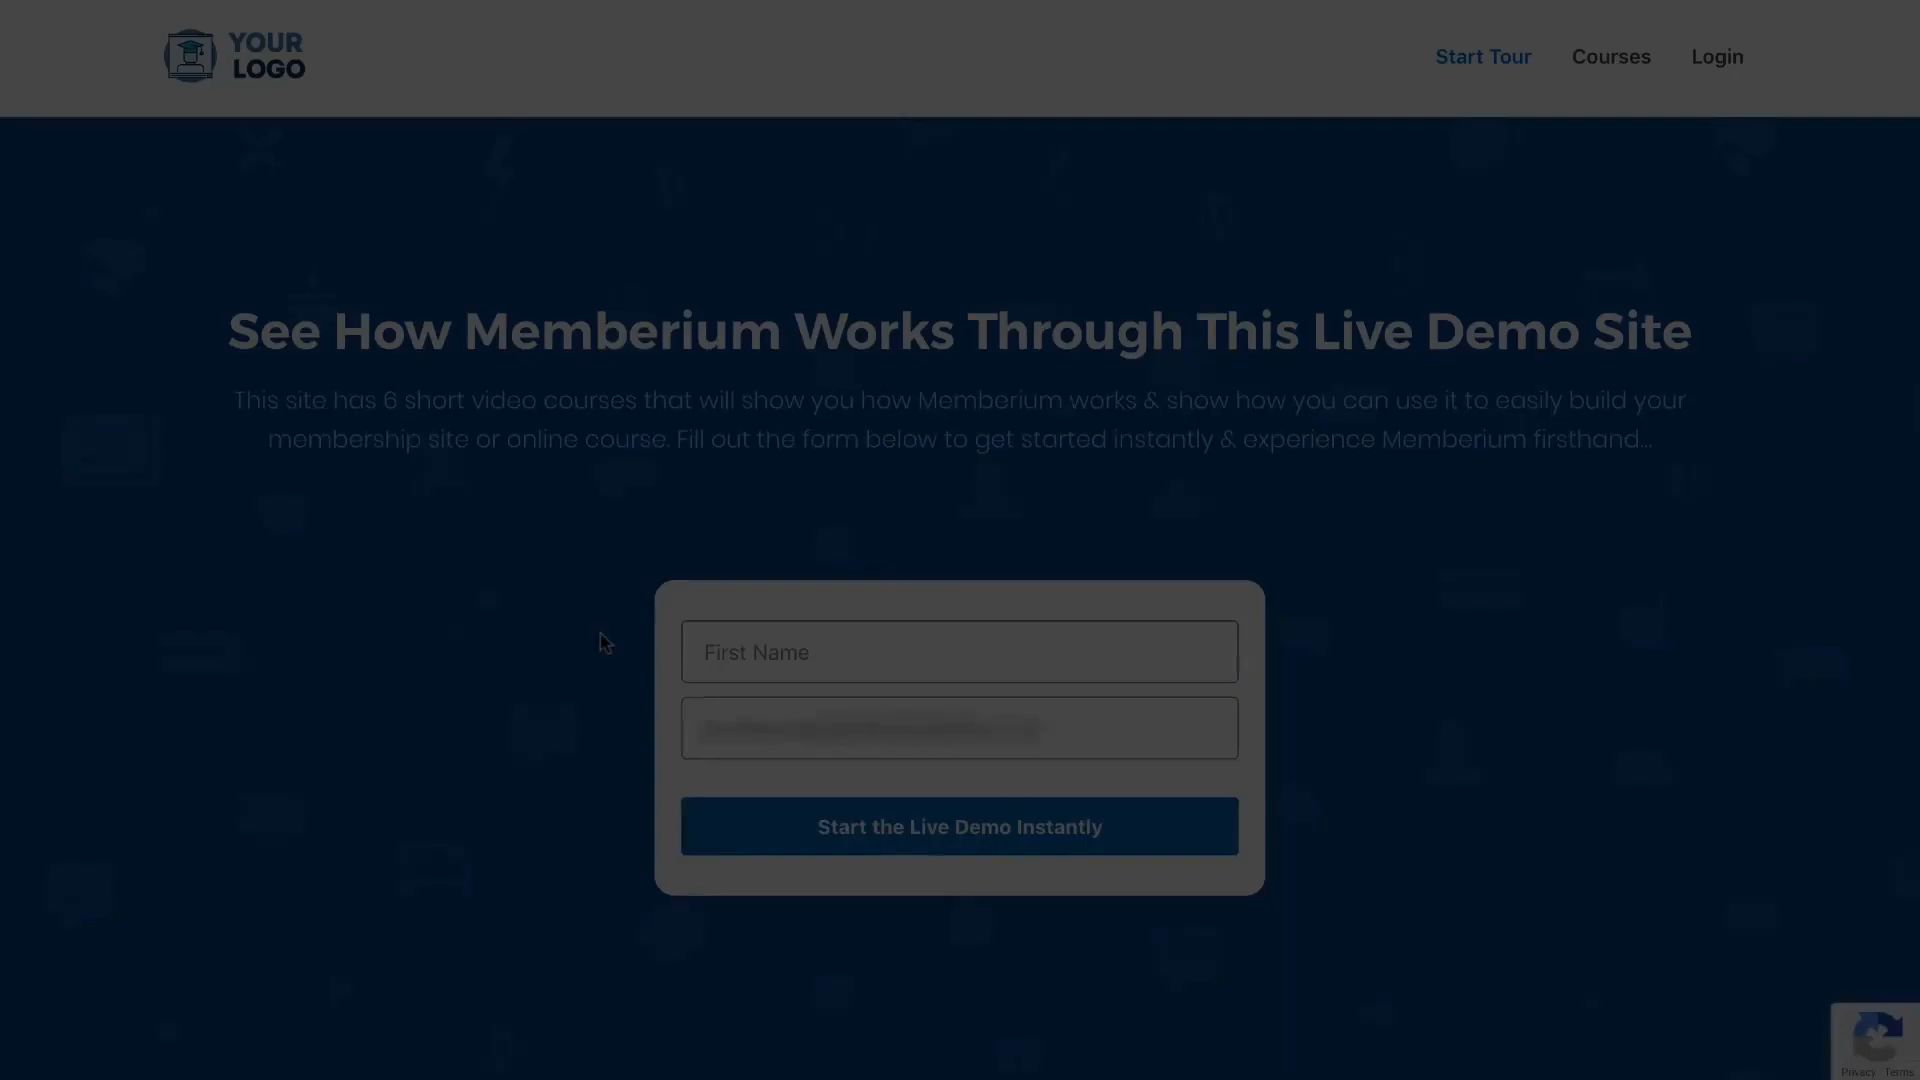 YOUR
LOGO
Start Tour
Courses
Login
See How Memberium Works Through This Live Demo Site
This site has 6 short video courses that will show you how Memberium works & show how you can use it to easily build your
membership site or online course. Fill out the form below to get started instantly & experience Memberium firsthand...
First Name
Start the Live Demo Instantly
Privacy - Terms